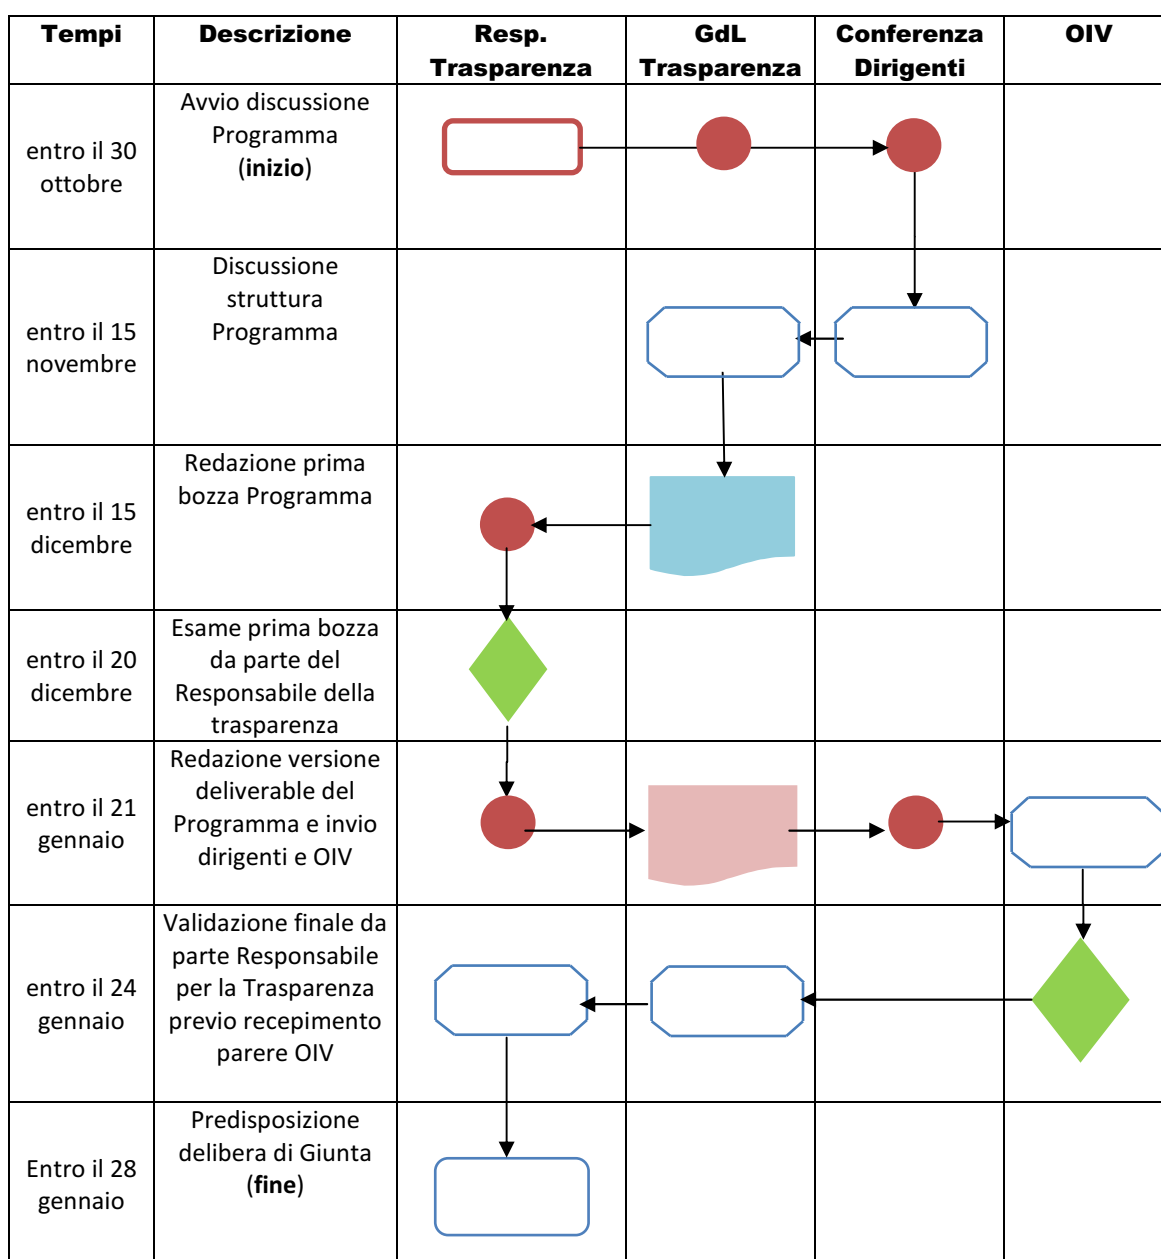 Tempi
Descrizione
Resp.
Trasparenza
GdL
Trasparenza
Conferenza
Dirigenti
OIV
entro il 30
ottobre
Avvio discussione
Programma
(inizio)
entro il 15
novembre
Discussione
struttura
Programma
entro il 15
dicembre
Redazione prima
bozza Programma
entro il 20
dicembre
Esame prima bozza
da parte del
Responsabile della
trasparenza
entro il 21
gennaio
Redazione versione
deliverable del
Programma e invio
dirigenti e OIV
entro il 24
gennaio
Validazione finale da
parte Responsabile
per la Trasparenza
previo recepimento
parere OIV
Entro il 28
gennaio
Predisposizione
delibera di Giunta
(fine)